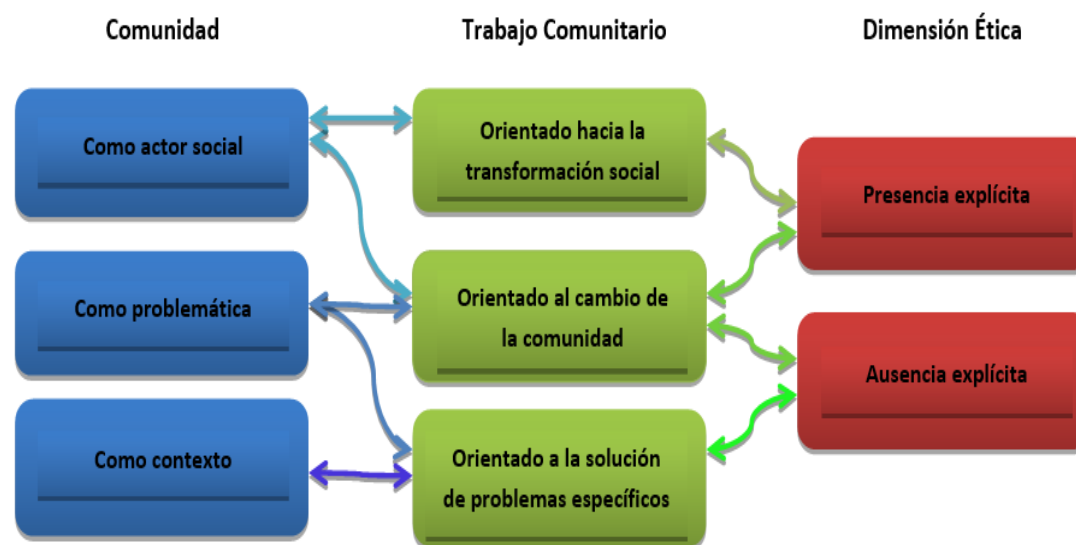 Comunidad
Trabajo Comunitario
Dimensión Ética
Como actor social
Como problemática
Como contexto
Orientado hacia la
transformación social
Orientado al cambio de
la comunidad
Orientado a la solución
de problemas específicos
Presencia explícita
Ausencia explícita